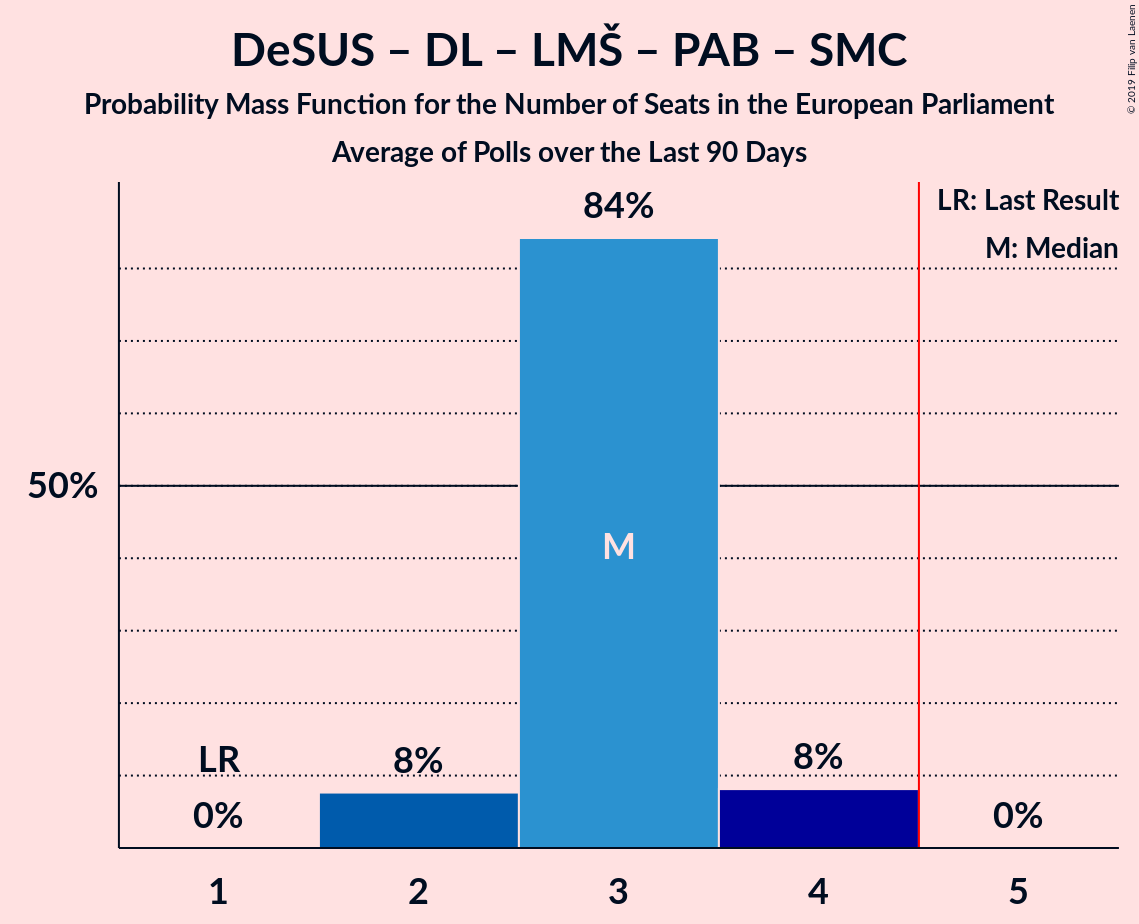 DeSUS – DL – LMŠ – PAB – SMC
Probability Mass Function for the Number of Seats in the European Parliament
Average of Polls over the Last 90 Days
© 2019 Filip van Laenen
LR: Last Result
M: Median
84%
50%
M
LR
0%
8%
8%
0%
1
2
3
4
5